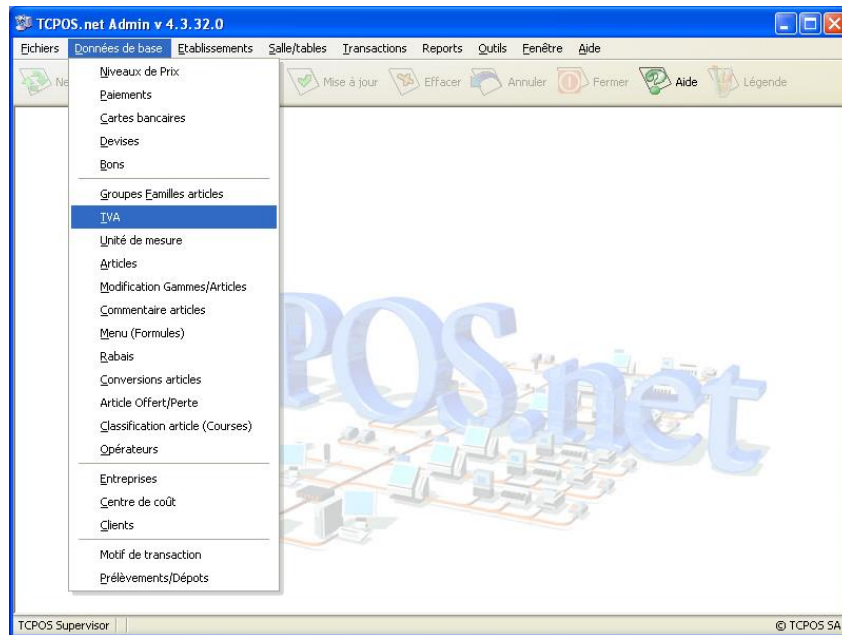 TCPOS.net Admin v 4.3.32.0
Fichiers Données de base Etablissements Salle/tables Transactions Reports Outils Fenêtre Aide
Ne Mise à jour Effacer Annuler Fermer Aide Légende
Niveaux de Prix
Paiements
Cartes bancaires
Devises
Bons
Groupes Familles articles
TVA
Unité de mesure
Articles
Modification Gammes/Articles
Commentaire articles
Menu (Formules)
Rabais
Conversions articles
Article Offert/Perte
Classification article (Courses)
Opérateurs
Entreprises
Centre de coût
Clients
Motif de transaction
Prélèvements/Dépots
POS.net
TCPOS Supervisor © TCPOS SA